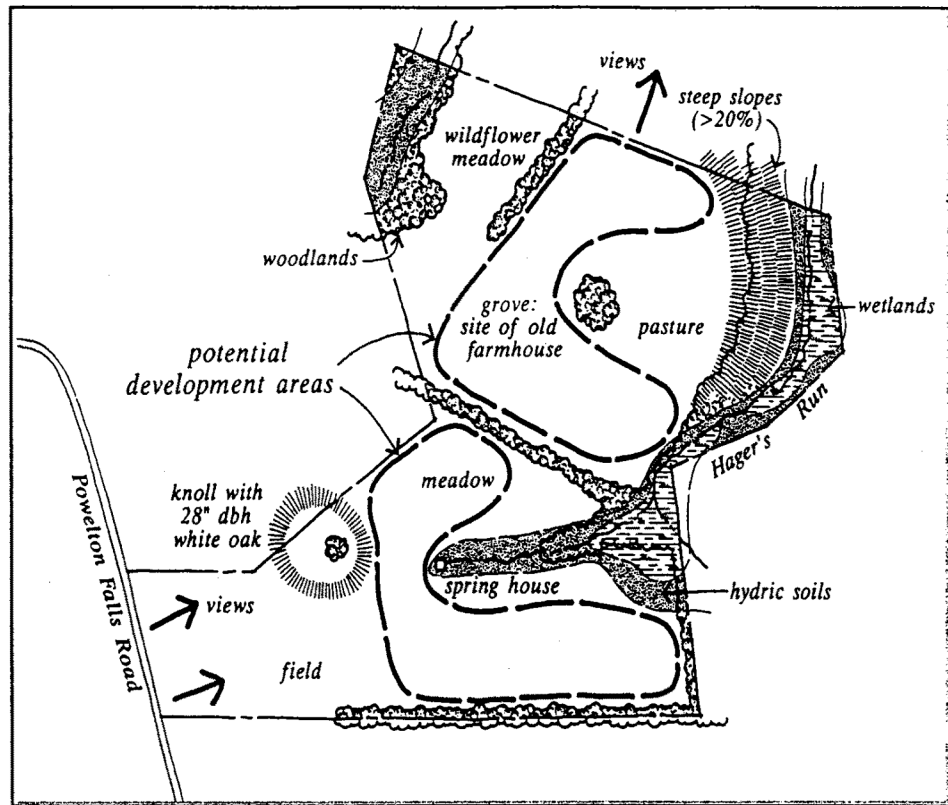 views
steep slopes
(>20%)
wildflower
meadow
woodlands
wetlands
grove:
site of old
farmhouse
pasture
potential
development areas
Hager's Run
meadow
knoll with
28" dbh
white oak
spring house
hydric soils
views
Powelton Falls Road
field